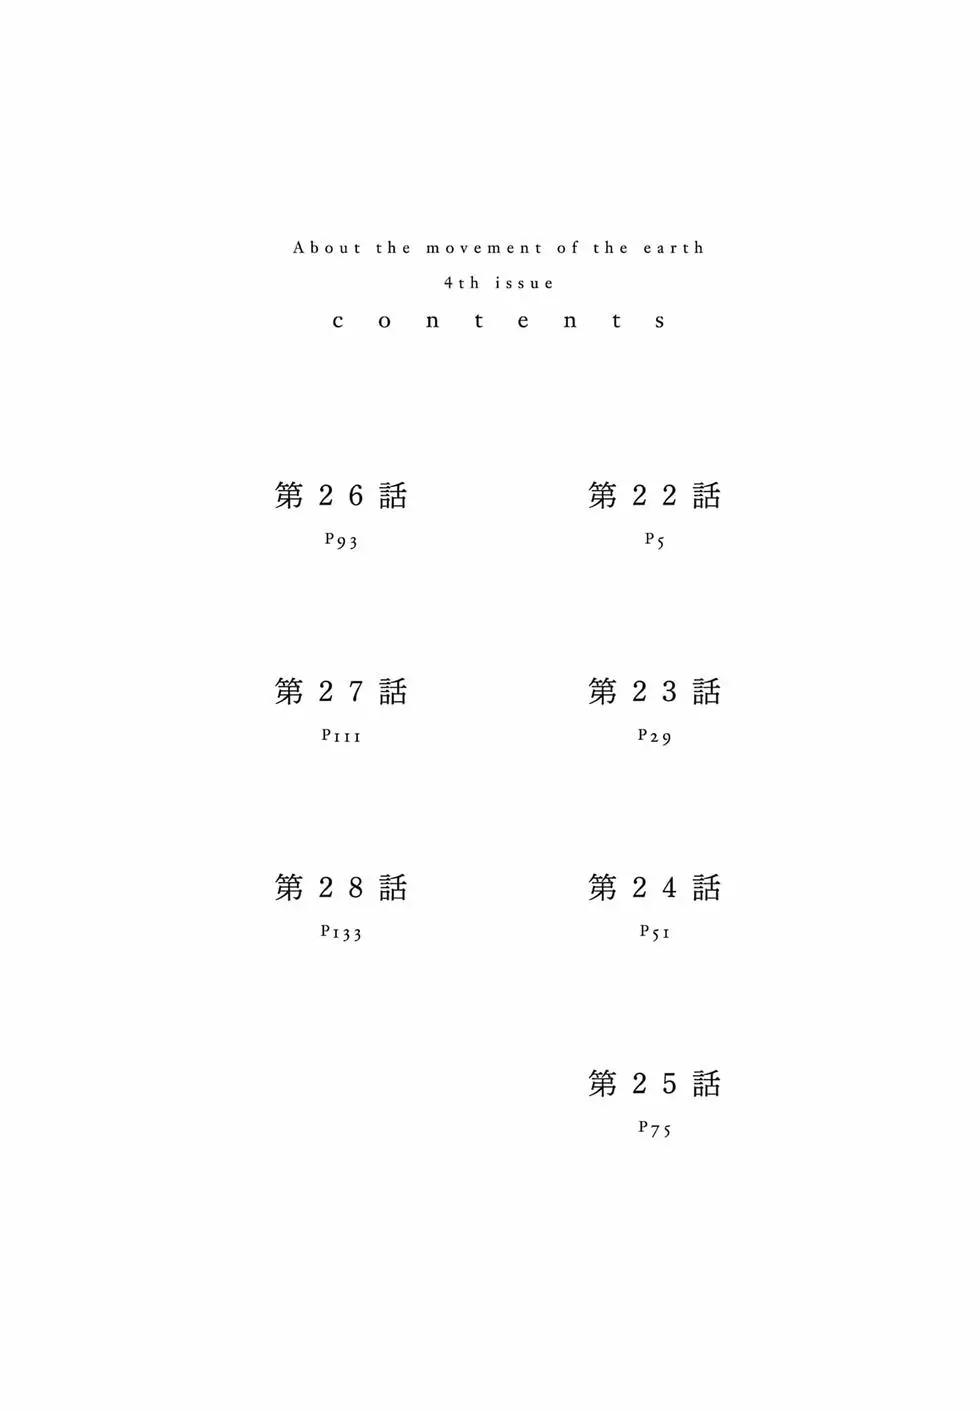 About the movement of the earth
4th issue
contents
第22話
P5
第23話
P29
第24話
P51
第25話
P75
第26話
P93
第27話
P111
第28話
P133